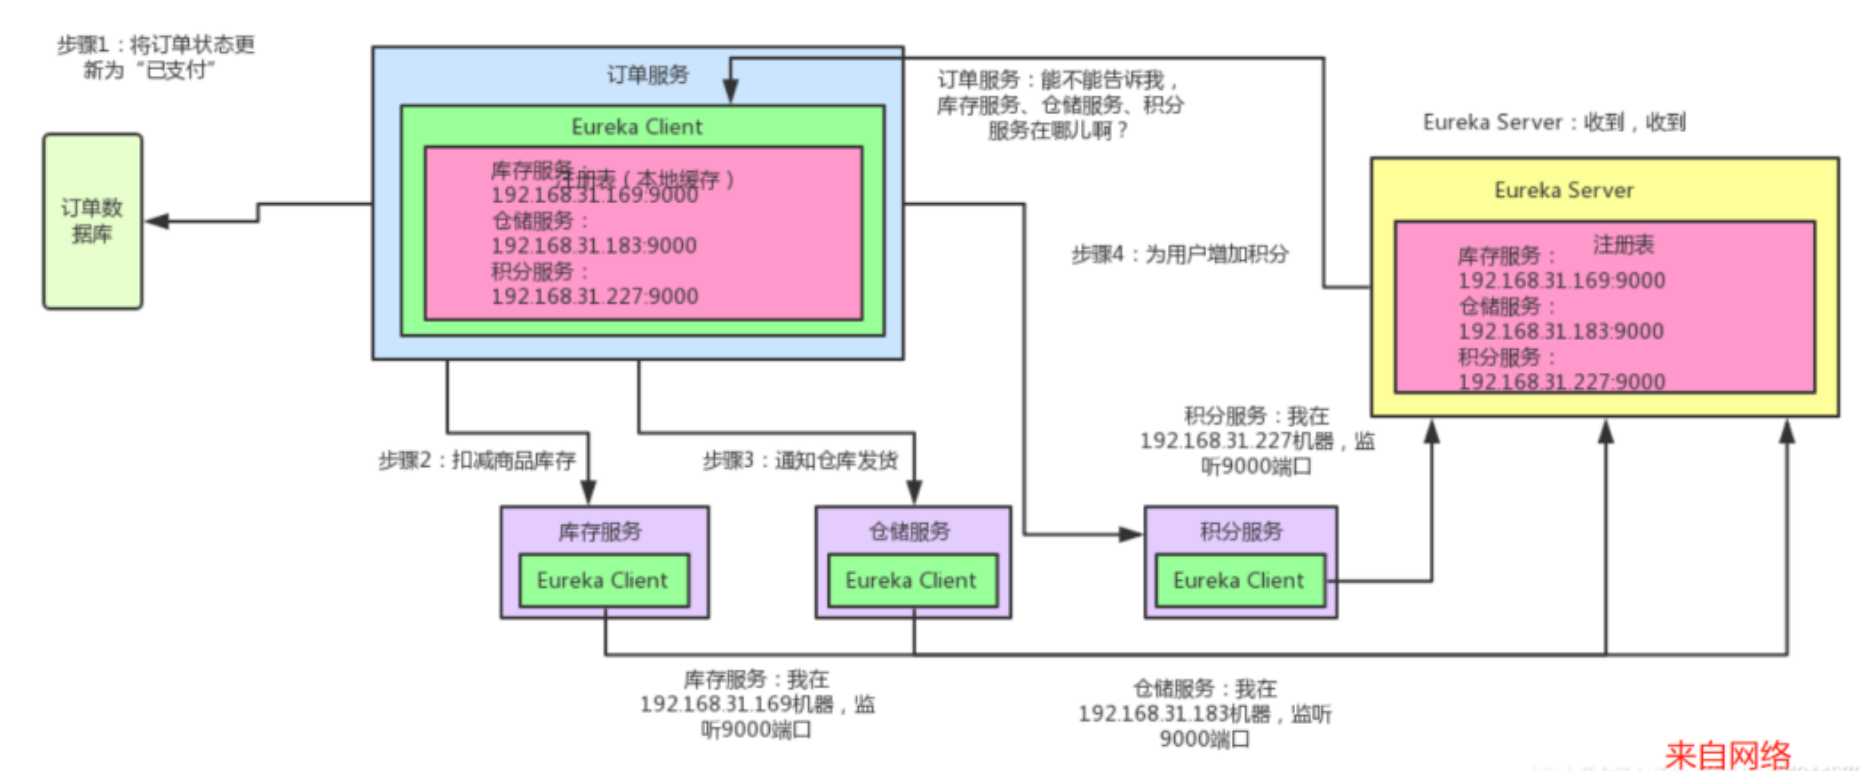 步骤1：将订单状态更
新为“已支付”
订单数
据库
订单服务
Eureka Client
注册表（本地缓存）
库存服务：
192.168.31.169:9000
仓储服务：
192.168.31.183:9000
积分服务：
192.168.31.227:9000
订单服务：能不能告诉我，
库存服务、仓储服务、积分
服务在哪儿啊？
Eureka Server：收到，收到
Eureka Server
注册表
库存服务：
192.168.31.169:9000
仓储服务：
192.168.31.183:9000
积分服务：
192.168.31.227:9000
步骤4：为用户增加积分
步骤2：扣减商品库存
步骤3：通知仓库发货
积分服务：我在
192.168.31.227机器，监
听9000端口
库存服务
Eureka Client
仓储服务
Eureka Client
积分服务
Eureka Client
库存服务：我在
192.168.31.169机器，监
听9000端口
仓储服务：我在
192.168.31.183机器，监听
9000端口
来自网络